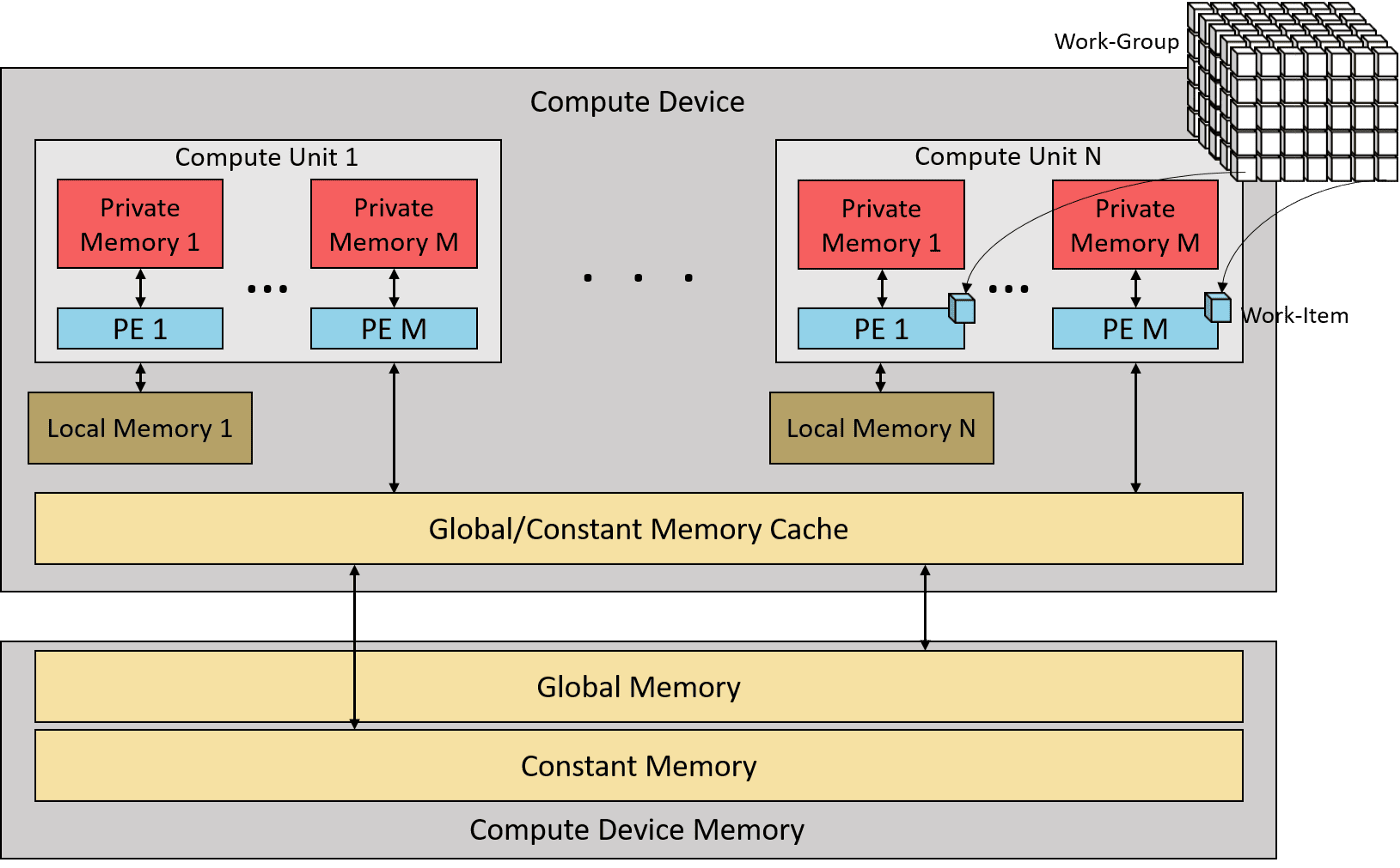 Work-Group
Compute Device
Compute Unit 1
Private
Memory 1
Private
Memory M
...
PE 1
PE M
Local Memory 1
. . .
Compute Unit N
Private
Memory 1
Private
Memory M
...
PE 1
PE M
Work-Item
Local Memory N
Global/Constant Memory Cache
Global Memory
Constant Memory
Compute Device Memory